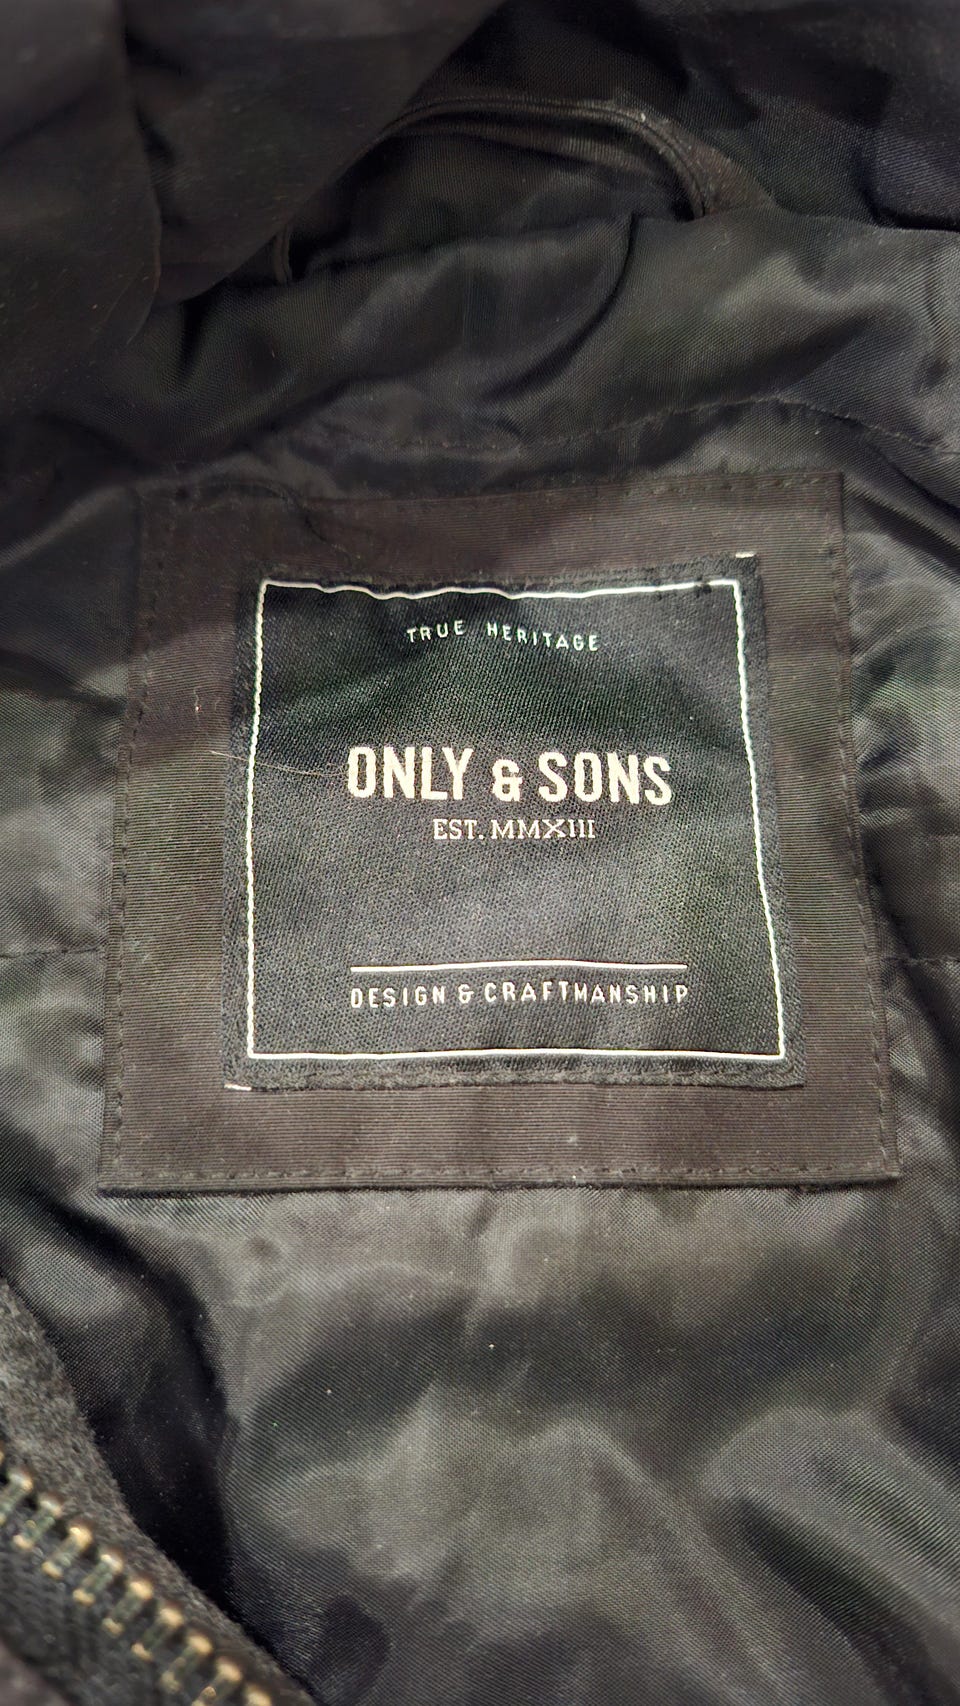 TRUE HERITAGE
ONLY & SONS
EST. MMXIII
DESIGN & CRAFTMANSHIP